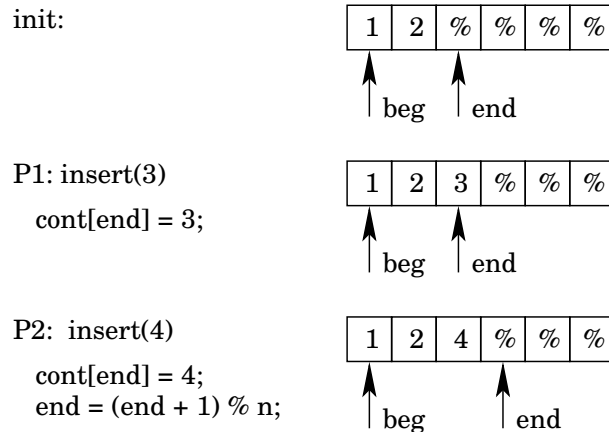 init:
1 2 % % % %
beg end
P1: insert(3)
cont[end] = 3;
1 2 3 % % %
beg end
P2: insert(4)
cont[end] = 4;
end = (end + 1) % n;
1 2 4 % % %
beg end